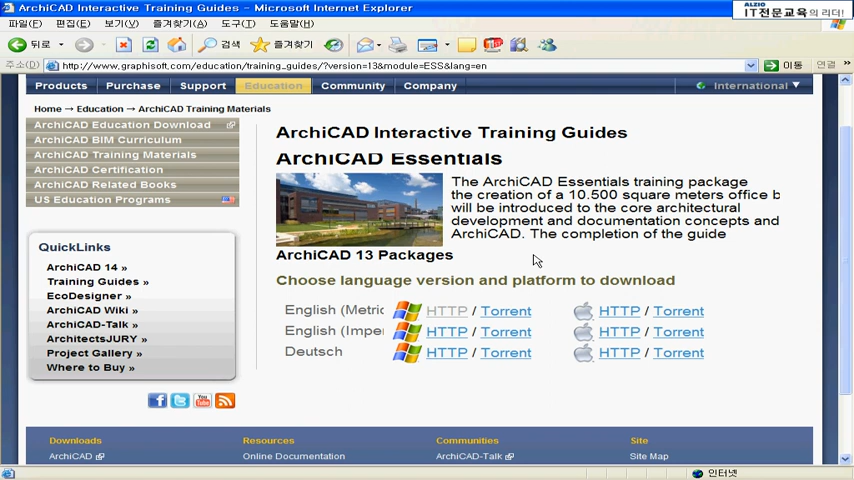 ArchiCAD Interactive Training Guides - Microsoft Internet Explorer
ALZIO
IT전문교육의 리더!
파일(F) 편집(E) 보기(V) 즐겨찾기(A) 도구(T) 도움말(H)
뒤로 검색 즐겨찾기
주소(D) http://www.graphisoft.com/education/training_guides/?version=13&module=ESS&lang=en 이동 연결 »
Products Purchase Support Education Community Company International
Home → Education → ArchiCAD Training Materials
ArchiCAD Education Download
ArchiCAD BIM Curriculum
ArchiCAD Training Materials
ArchiCAD Certification
ArchiCAD Related Books
US Education Programs
QuickLinks
ArchiCAD 14 »
Training Guides »
EcoDesigner »
ArchiCAD Wiki »
ArchiCAD-Talk »
ArchitectsJURY »
Project Gallery »
Where to Buy »
You Tube
ArchiCAD Interactive Training Guides
ArchiCAD Essentials
The ArchiCAD Essentials training package
the creation of a 10.500 square meters office b
will be introduced to the core architectural
development and documentation concepts and
ArchiCAD. The completion of the guide
ArchiCAD 13 Packages
Choose language version and platform to download
English (Metric HTTP / Torrent HTTP / Torrent
English (Impe HTTP / Torrent HTTP / Torrent
Deutsch HTTP / Torrent HTTP / Torrent
Downloads Resources Communities Site
ArchiCAD Online Documentation ArchiCAD-Talk Site Map
인터넷